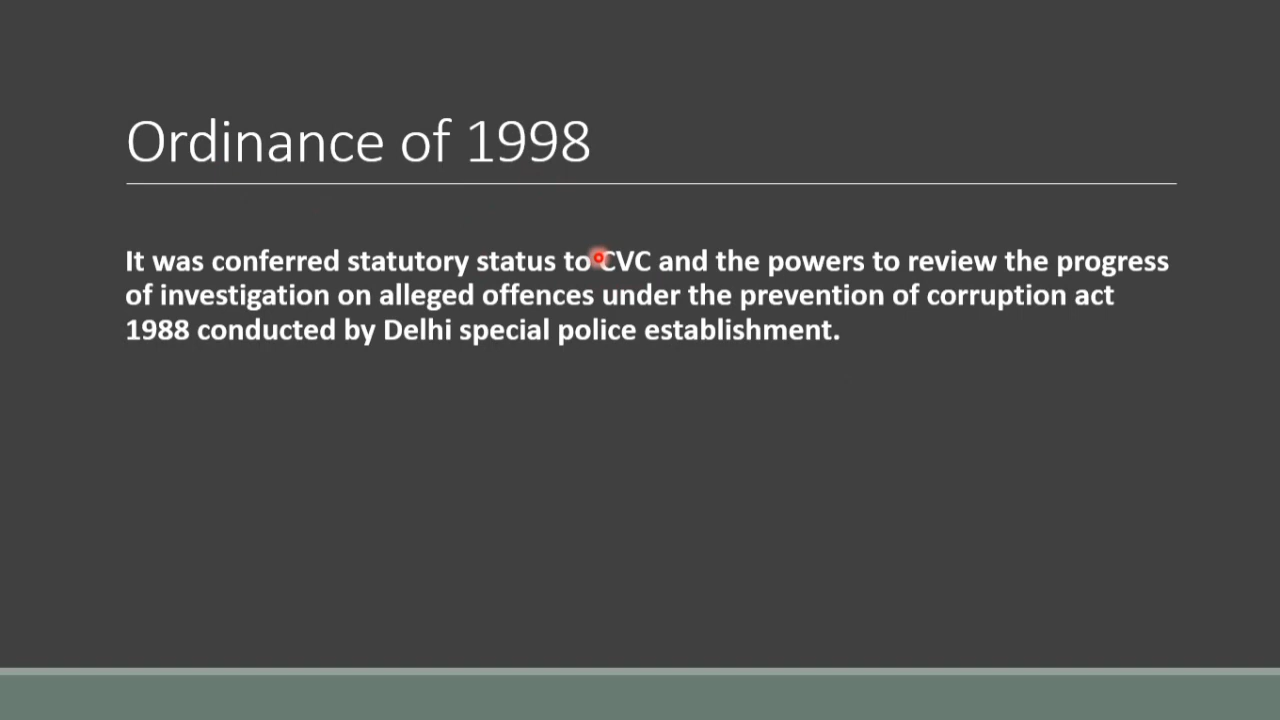 Ordinance of 1998
It was conferred statutory status to CVC and the powers to review the progress
of investigation on alleged offences under the prevention of corruption act
1988 conducted by Delhi special police establishment.